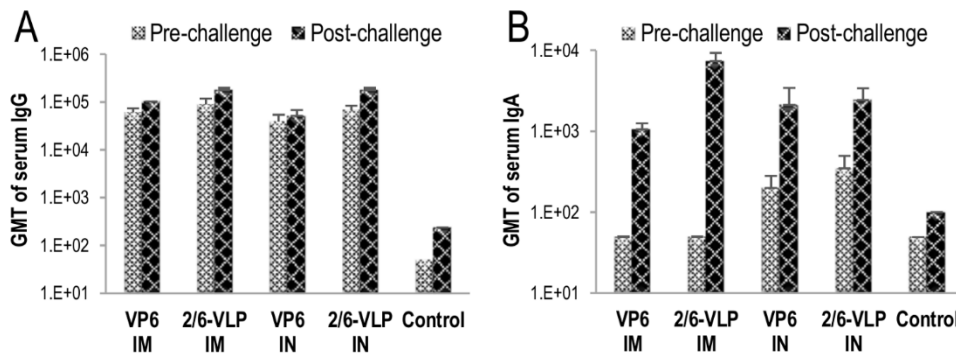 A
Pre-challenge Post-challenge
GMT of serum IgG
1.E+06
1.E+05
1.E+04
1.E+03
1.E+02
1.E+01
VP6 2/6-VLP VP6 2/6-VLP Control
IM IM IN IN
B
Pre-challenge Post-challenge
GMT of serum IgA
1.E+04
1.E+03
1.E+02
1.E+01
VP6 2/6-VLP VP6 2/6-VLP Control
IM IM IN IN